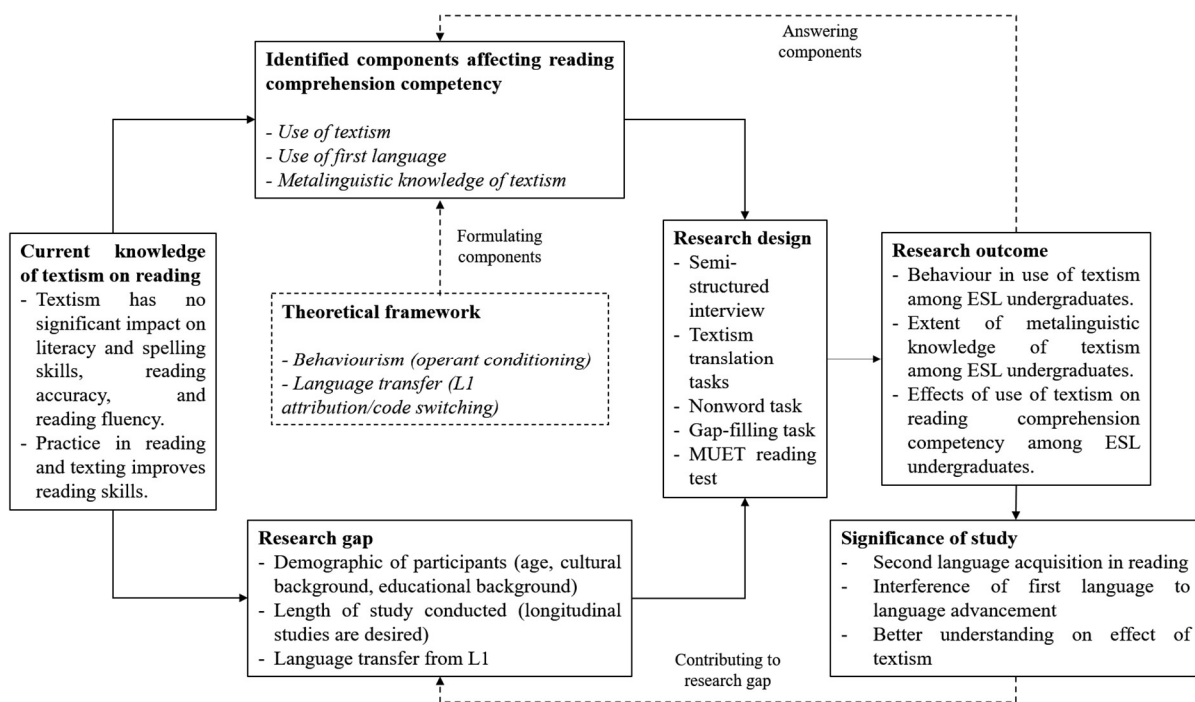 Answering
components
Identified components affecting reading
comprehension competency
- Use of textism
- Use of first language
- Metalinguistic knowledge of textism
Formulating
components
Current knowledge
of textism on reading
- Textism has no
significant impact on
literacy and spelling
skills, reading
accuracy, and
reading fluency.
- Practice in reading
and texting improves
reading skills.
Theoretical framework
- Behaviourism (operant conditioning)
- Language transfer (L1
attribution/code switching)
Research design
- Semi-
structured
interview
- Textism
translation
tasks
- Nonword task
- Gap-filling task
- MUET reading
test
Research outcome
- Behaviour in use of textism
among ESL undergraduates.
- Extent of metalinguistic
knowledge of textism
among ESL undergraduates.
- Effects of use of textism on
reading comprehension
competency among ESL
undergraduates.
Research gap
- Demographic of participants (age, cultural
background, educational background)
- Length of study conducted (longitudinal
studies are desired)
- Language transfer from L1
Significance of study
- Second language acquisition in reading
- Interference of first language to
language advancement
- Better understanding on effect of
textism
Contributing to
research gap